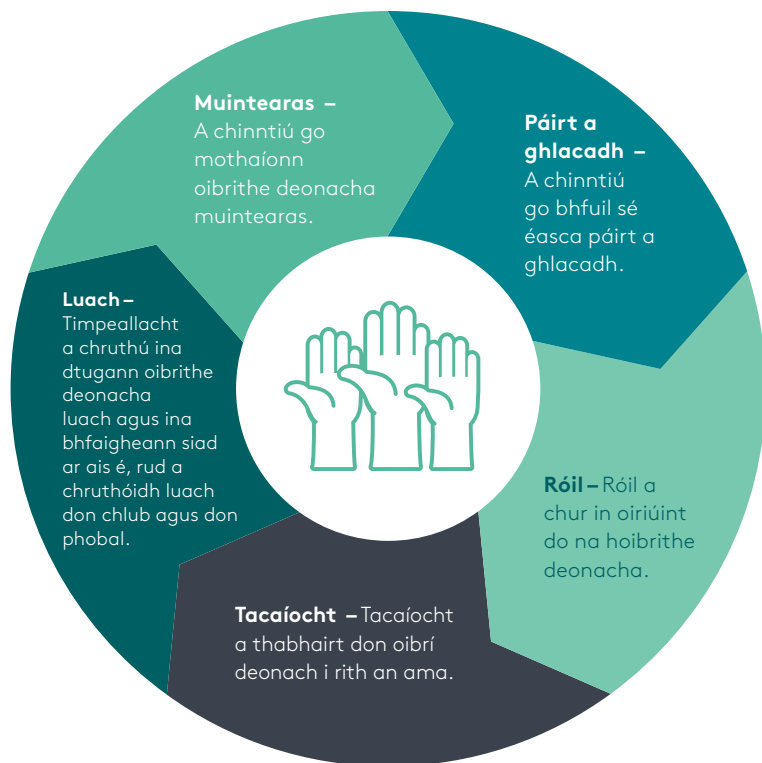 Muintearas –
A chinntiú go
mothaíonn
oibrithe deonacha
muintearas.
Páirt a
ghlacadh –
A chinntiú
go bhfuil sé
éasca páirt a
ghlacadh.
Róil – Róil a
chur in oiriúint
do na hoibrithe
deonacha.
Tacaíocht – Tacaíocht
a thabhairt don oibrí
deonach i rith an ama.
Luach –
Timpeallacht
a chruthú ina
dtugann oibrithe
deonacha
luach agus ina
bhfaigheann siad
ar ais é, rud a
chruthóidh luach
don chlub agus don
phobal.